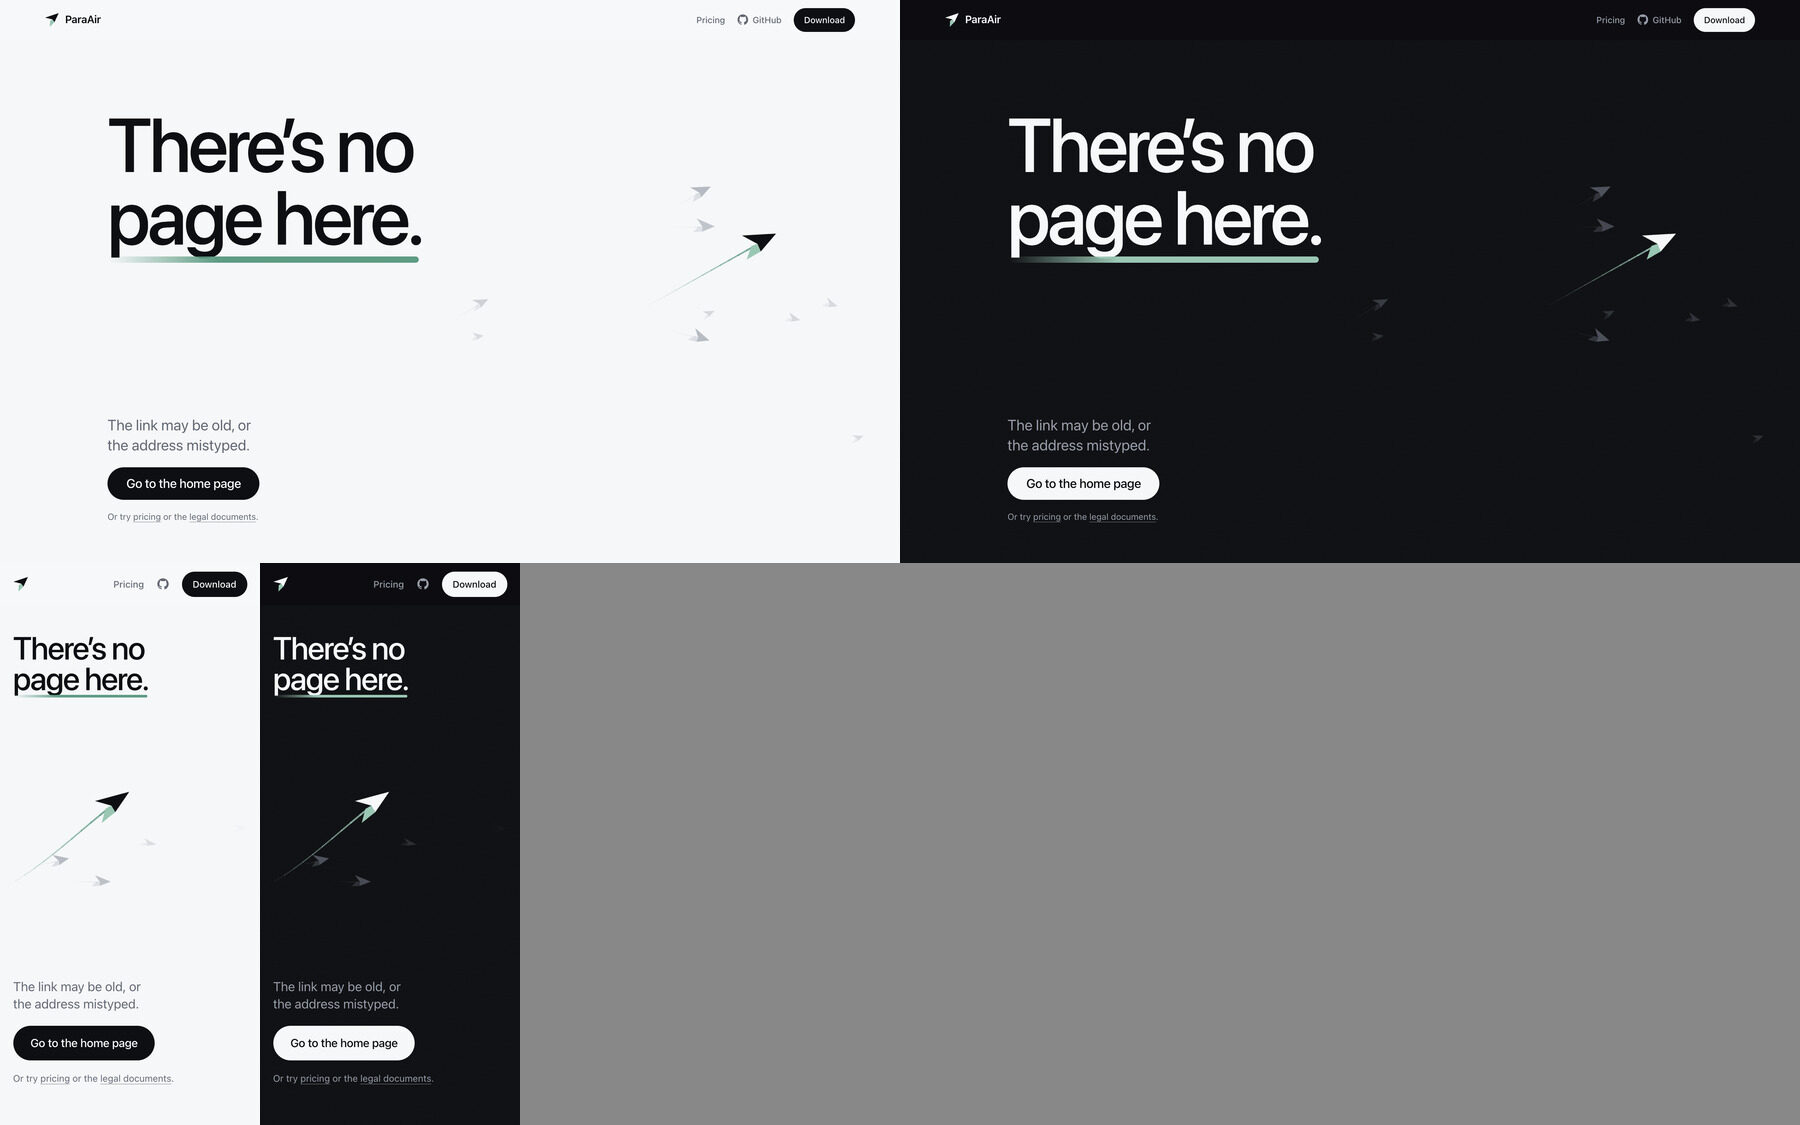 ParaAir
Pricing
GitHub
Download
There’s no
page here.
The link may be old, or
the address mistyped.
Go to the home page
Or try pricing or the legal documents.
ParaAir
Pricing
GitHub
Download
There’s no
page here.
The link may be old, or
the address mistyped.
Go to the home page
Or try pricing or the legal documents.
Pricing
Download
There’s no
page here.
The link may be old, or
the address mistyped.
Go to the home page
Or try pricing or the legal documents.
Pricing
Download
There’s no
page here.
The link may be old, or
the address mistyped.
Go to the home page
Or try pricing or the legal documents.